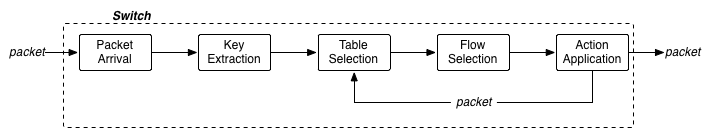 Switch
packet
Packet
Arrival
Key
Extraction
Table
Selection
Flow
Selection
Action
Application
packet
packet